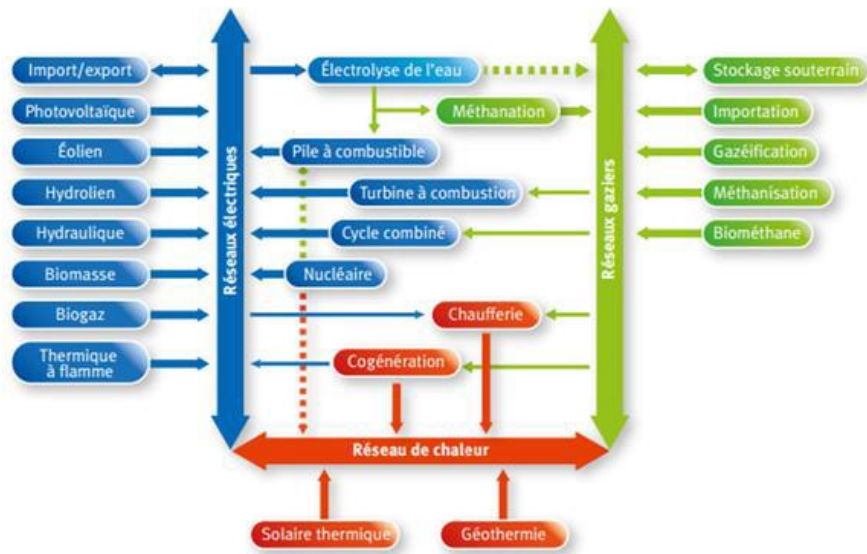 Import/export
Électrolyse de l'eau
Stockage souterrain
Photovoltaïque
Méthanation
Importation
Éolien
Pile à combustible
Gazéification
Hydrolien
Turbine à combustion
Méthanisation
Hydraulique
Cycle combiné
Biométhane
Biomasse
Nucléaire
Biogaz
Chaufferie
Thermique
à flamme
Cogénération
Réseaux électriques
Réseaux gaziers
Réseau de chaleur
Solaire thermique
Géothermie